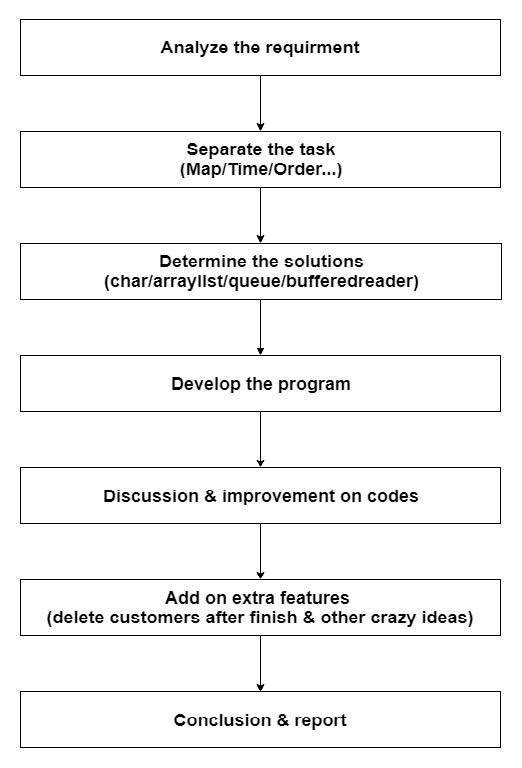 Analyze the requirment
Separate the task
(Map/Time/Order...)
Determine the solutions
(char/arraylist/queue/bufferedreader)
Develop the program
Discussion & improvement on codes
Add on extra features
(delete customers after finish & other crazy ideas)
Conclusion & report